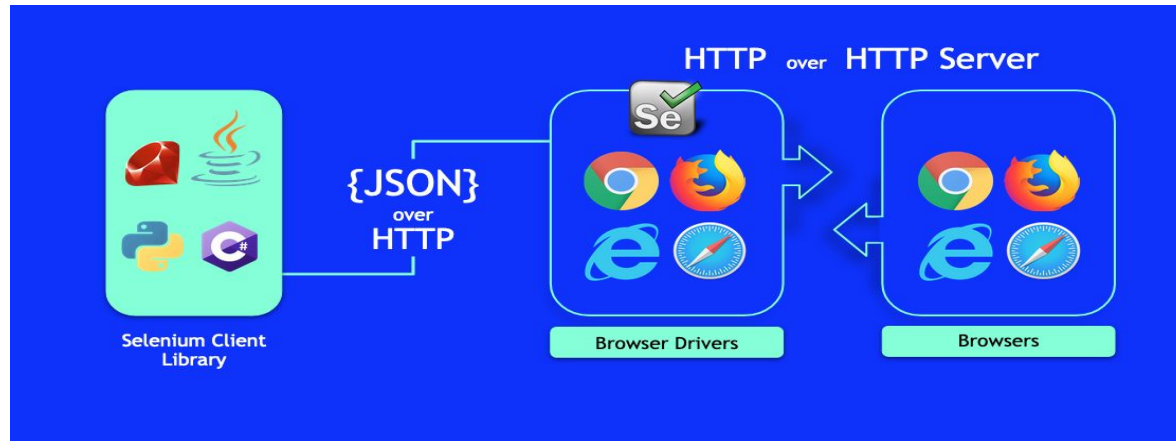 HTTP over HTTP Server
Se
{JSON}
over
HTTP
C#
Selenium Client
Library
Browser Drivers
Browsers